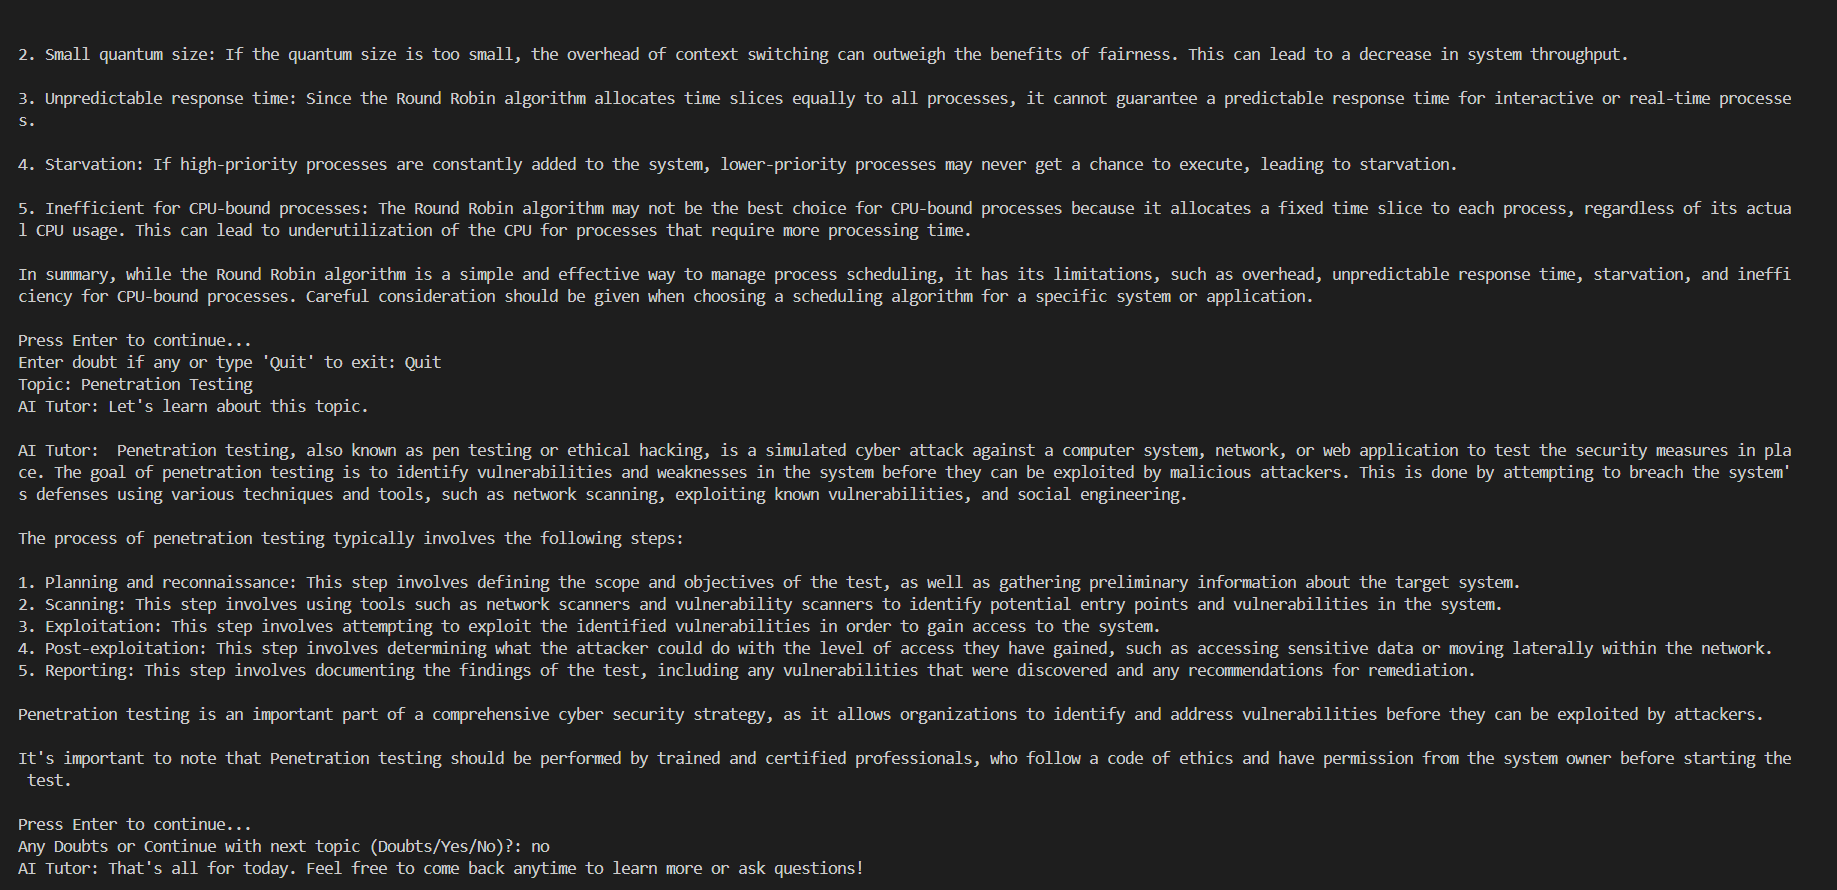 2. Small quantum size: If the quantum size is too small, the overhead of context switching can outweigh the benefits of fairness. This can lead to a decrease in system throughput.
3. Unpredictable response time: Since the Round Robin algorithm allocates time slices equally to all processes, it cannot guarantee a predictable response time for interactive or real-time processe
s.
4. Starvation: If high-priority processes are constantly added to the system, lower-priority processes may never get a chance to execute, leading to starvation.
5. Inefficient for CPU-bound processes: The Round Robin algorithm may not be the best choice for CPU-bound processes because it allocates a fixed time slice to each process, regardless of its actua
l CPU usage. This can lead to underutilization of the CPU for processes that require more processing time.
In summary, while the Round Robin algorithm is a simple and effective way to manage process scheduling, it has its limitations, such as overhead, unpredictable response time, starvation, and ineffi
ciency for CPU-bound processes. Careful consideration should be given when choosing a scheduling algorithm for a specific system or application.
Press Enter to continue...
Enter doubt if any or type 'Quit' to exit: Quit
Topic: Penetration Testing
AI Tutor: Let's learn about this topic.
AI Tutor:  Penetration testing, also known as pen testing or ethical hacking, is a simulated cyber attack against a computer system, network, or web application to test the security measures in pla
ce. The goal of penetration testing is to identify vulnerabilities and weaknesses in the system before they can be exploited by malicious attackers. This is done by attempting to breach the system'
s defenses using various techniques and tools, such as network scanning, exploiting known vulnerabilities, and social engineering.
The process of penetration testing typically involves the following steps:
1. Planning and reconnaissance: This step involves defining the scope and objectives of the test, as well as gathering preliminary information about the target system.
2. Scanning: This step involves using tools such as network scanners and vulnerability scanners to identify potential entry points and vulnerabilities in the system.
3. Exploitation: This step involves attempting to exploit the identified vulnerabilities in order to gain access to the system.
4. Post-exploitation: This step involves determining what the attacker could do with the level of access they have gained, such as accessing sensitive data or moving laterally within the network.
5. Reporting: This step involves documenting the findings of the test, including any vulnerabilities that were discovered and any recommendations for remediation.
Penetration testing is an important part of a comprehensive cyber security strategy, as it allows organizations to identify and address vulnerabilities before they can be exploited by attackers.
It's important to note that Penetration testing should be performed by trained and certified professionals, who follow a code of ethics and have permission from the system owner before starting the
 test.
Press Enter to continue...
Any Doubts or Continue with next topic (Doubts/Yes/No)?: no
AI Tutor: That's all for today. Feel free to come back anytime to learn more or ask questions!